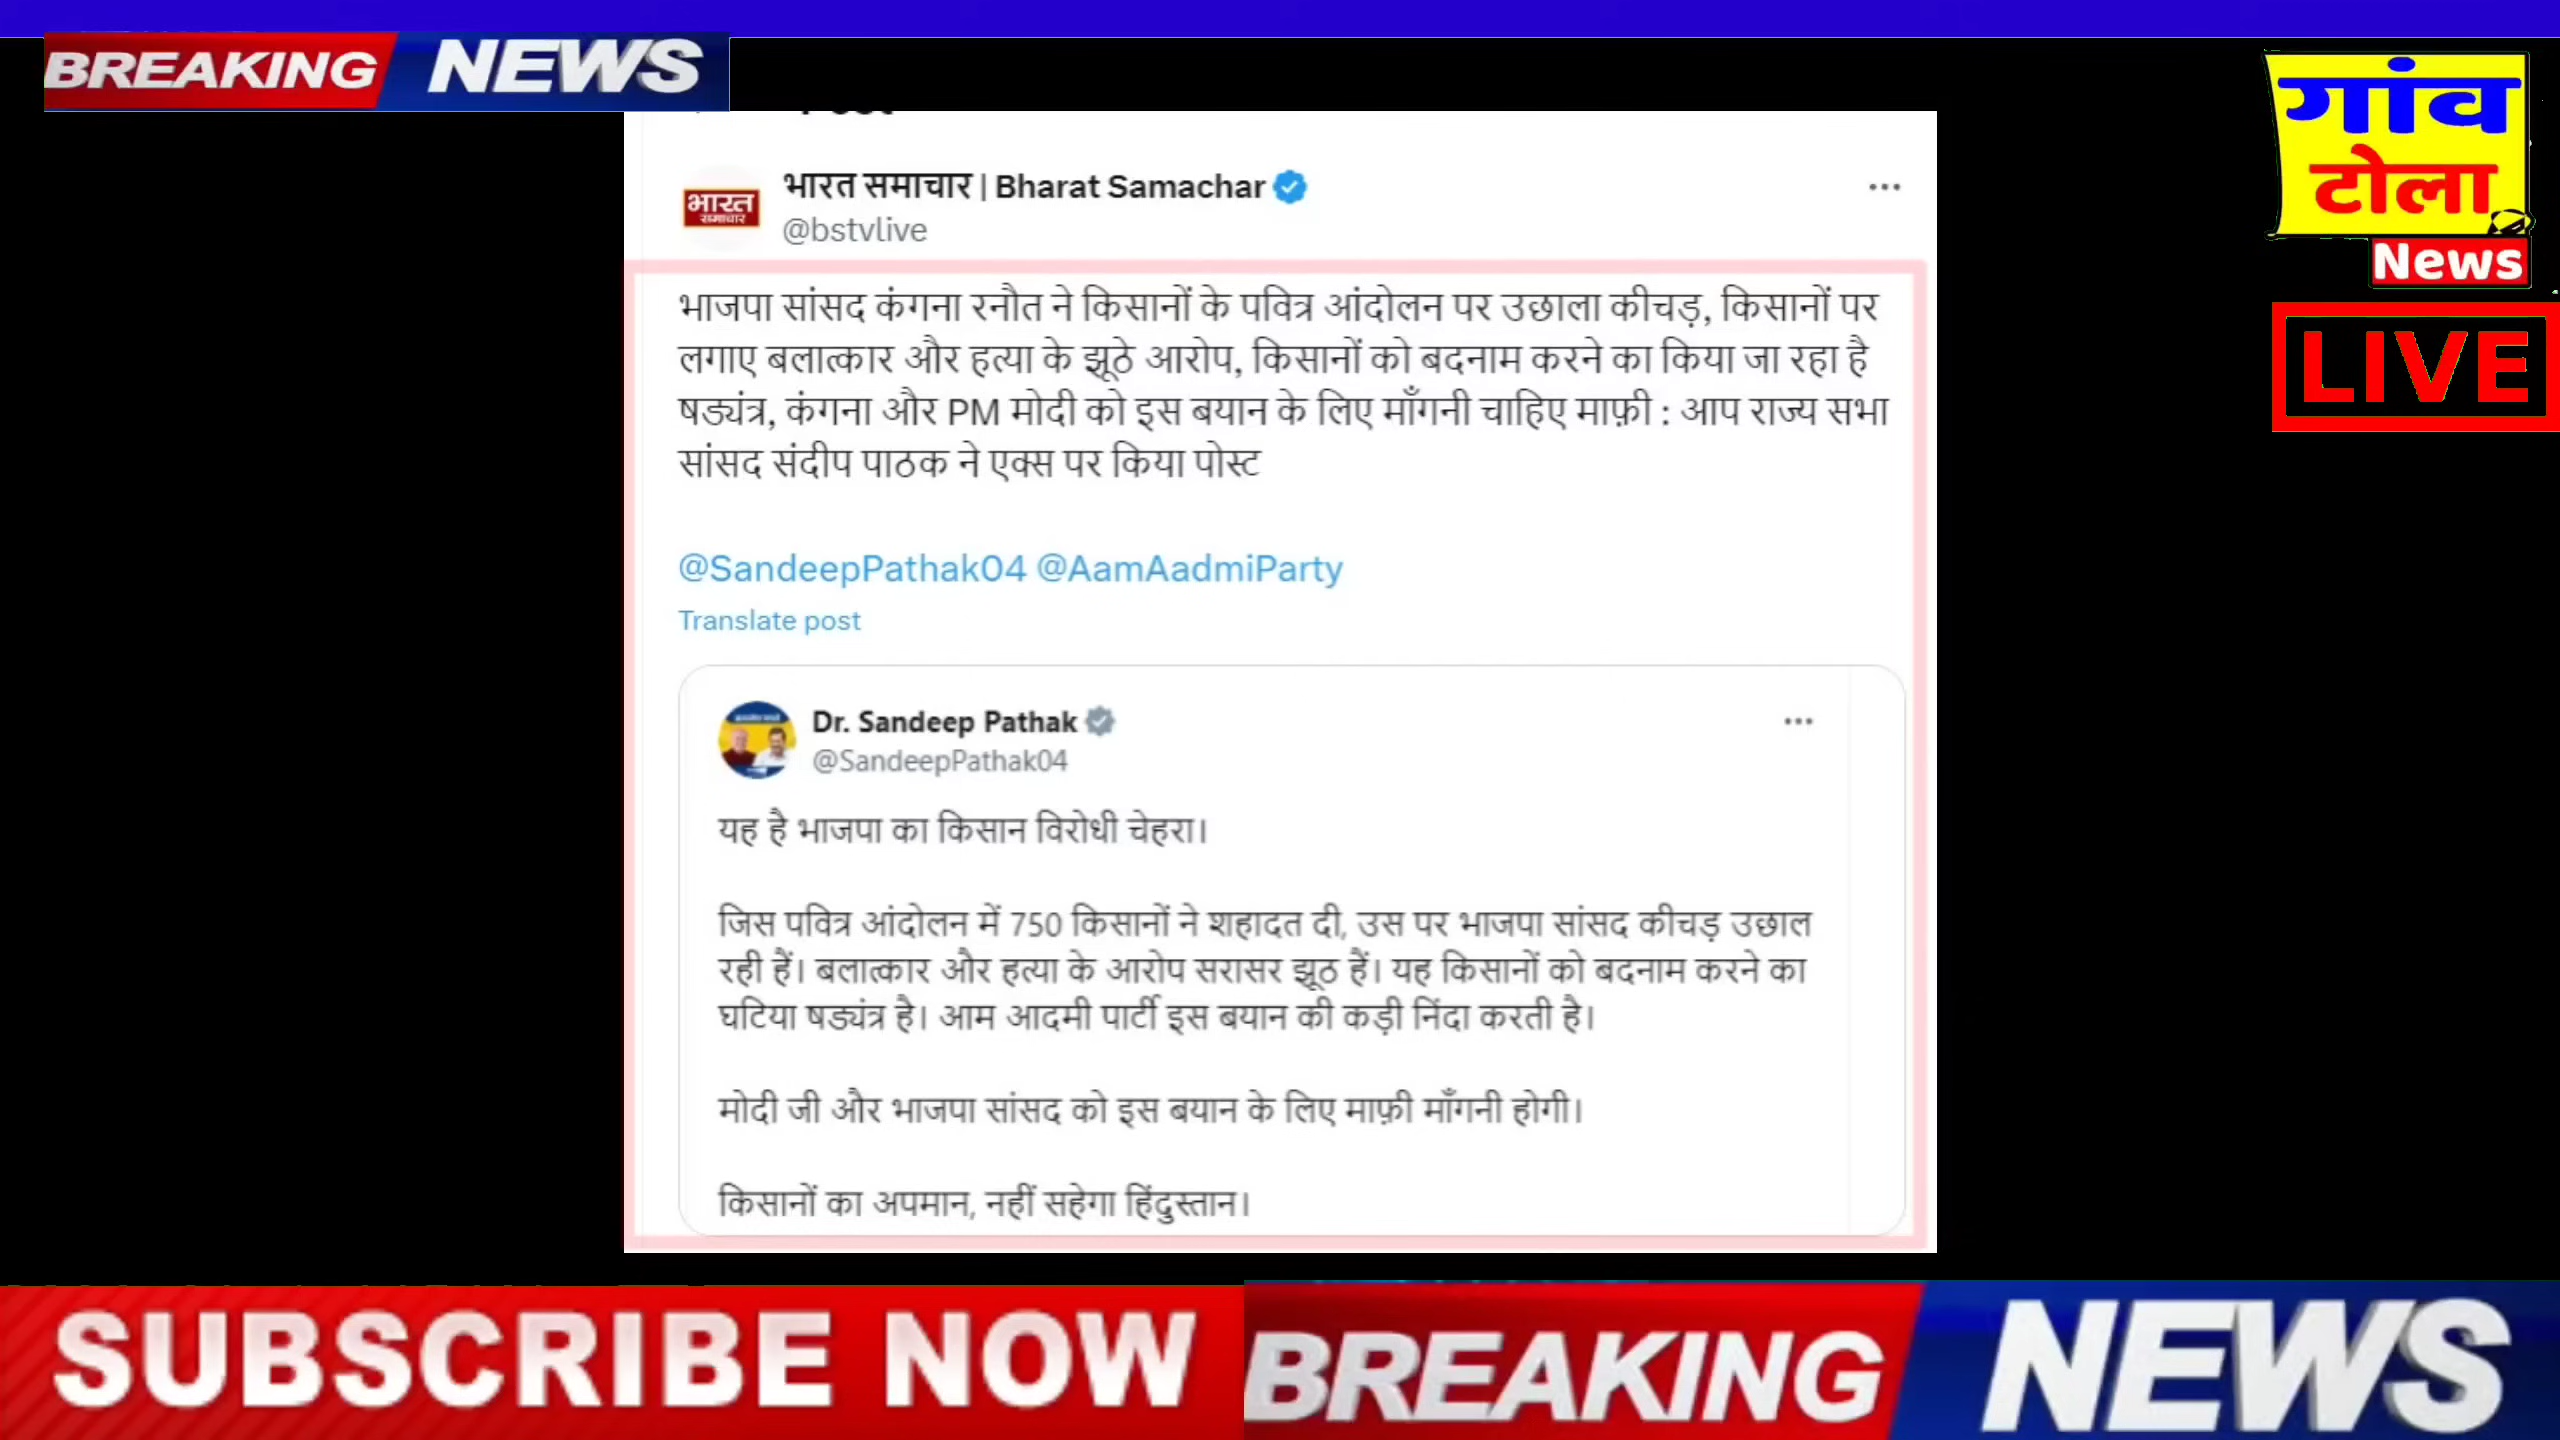 BREAKING NEWS
गांव
टोला
News
LIVE
भारत समाचार | Bharat Samachar
भारत
समाचार
@bstvlive
भाजपा सांसद कंगना रनौत ने किसानों के पवित्र आंदोलन पर उछाला कीचड़, किसानों पर
लगाए बलात्कार और हत्या के झूठे आरोप, किसानों को बदनाम करने का किया जा रहा है
षड्यंत्र, कंगना और PM मोदी को इस बयान के लिए माँगनी चाहिए माफ़ी : आप राज्य सभा
सांसद संदीप पाठक ने एक्स पर किया पोस्ट
@SandeepPathak04 @AamAadmiParty
Translate post
Dr. Sandeep Pathak
@SandeepPathak04
यह है भाजपा का किसान विरोधी चेहरा।
जिस पवित्र आंदोलन में 750 किसानों ने शहादत दी, उस पर भाजपा सांसद कीचड़ उछाल
रही हैं। बलात्कार और हत्या के आरोप सरासर झूठ हैं। यह किसानों को बदनाम करने का
घटिया षड्यंत्र है। आम आदमी पार्टी इस बयान की कड़ी निंदा करती है।
मोदी जी और भाजपा सांसद को इस बयान के लिए माफ़ी माँगनी होगी।
किसानों का अपमान, नहीं सहेगा हिंदुस्तान।
SUBSCRIBE NOW BREAKING NEWS